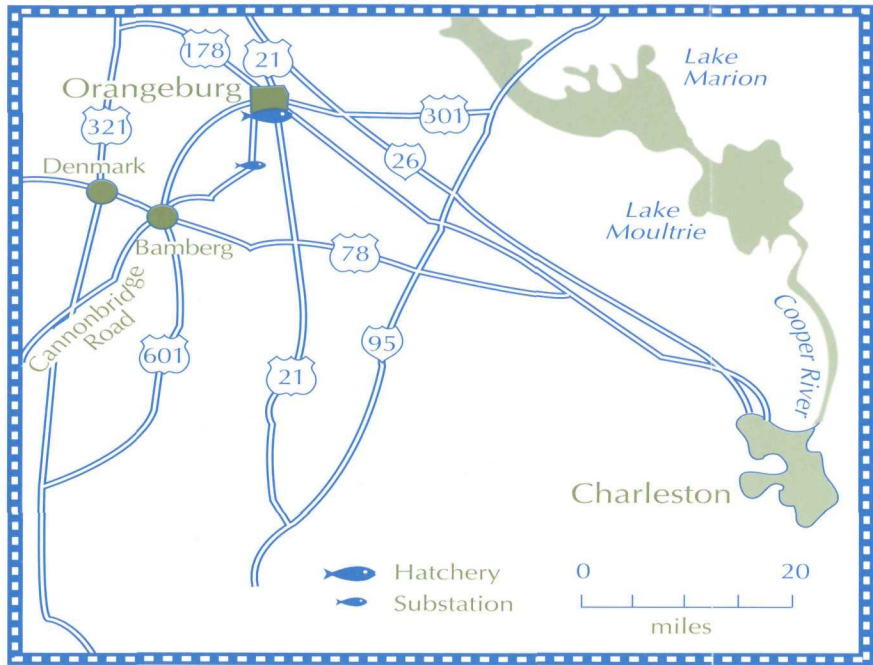 178
21
Orangeburg
Lake
Marion
301
321
26
Denmark
Lake
Moultrie
Bamberg
78
Cannonbridge
Road
Cooper River
601
95
21
Charleston
Hatchery
Substation
0 20
miles